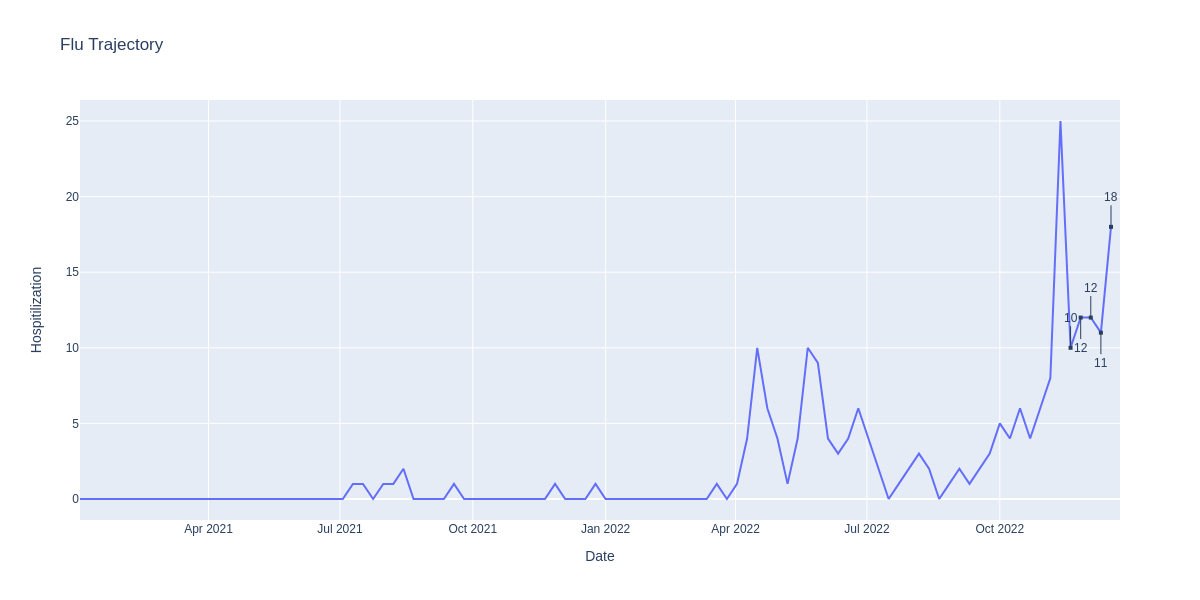 Flu Trajectory
Hospitilization
25
20
15
10
5
0
18
12
10
12
11
Apr 2021
Jul 2021
Oct 2021
Jan 2022
Apr 2022
Jul 2022
Oct 2022
Date